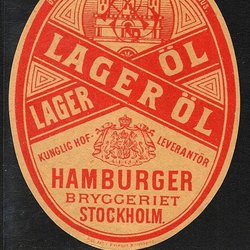 LAGER ÖL
LAGER ÖL
KUNGLIG HOF-LEVERANTÖR
HAMBURGER
BRYGGERIET
STOCKHOLM.